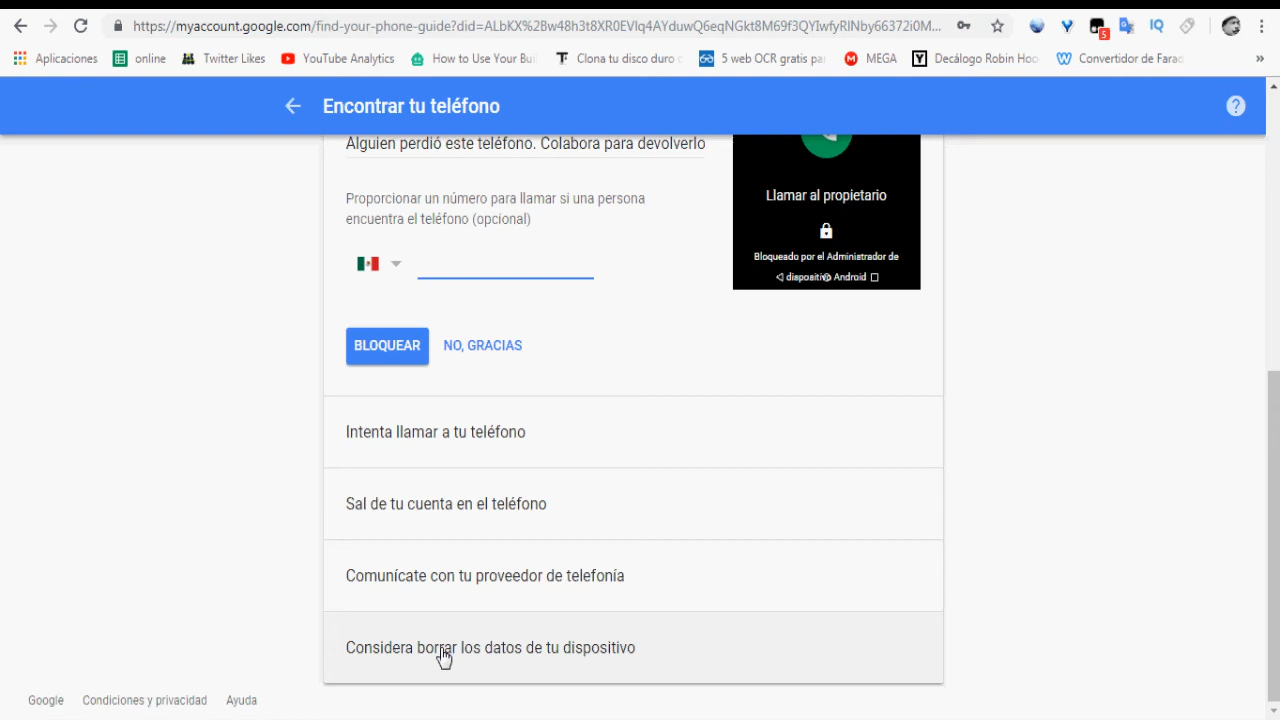 https://myaccount.google.com/find-your-phone-guide?did=ALbKX%2Bw48h3t8XR0EVlq4AYduwQ6eqNGkt8M69f3QYIwfyRlNby66372i0M...
5
IQ
Aplicaciones online Twitter Likes YouTube Analytics How to Use Your Bui Clona tu disco duro 5 web OCR gratis pa MEGA Decálogo Robin Hoo Convertidor de Farad »
Encontrar tu teléfono
Alguien perdió este teléfono. Colabora para devolverlo
Llamar al propietario
Proporcionar un número para llamar si una persona
encuentra el teléfono (opcional)
Bloqueado por el Administrador de
dispositivo Android
BLOQUEAR NO, GRACIAS
Intenta llamar a tu teléfono
Sal de tu cuenta en el teléfono
Comunícate con tu proveedor de telefonía
Considera borrar los datos de tu dispositivo
Google Condiciones y privacidad Ayuda